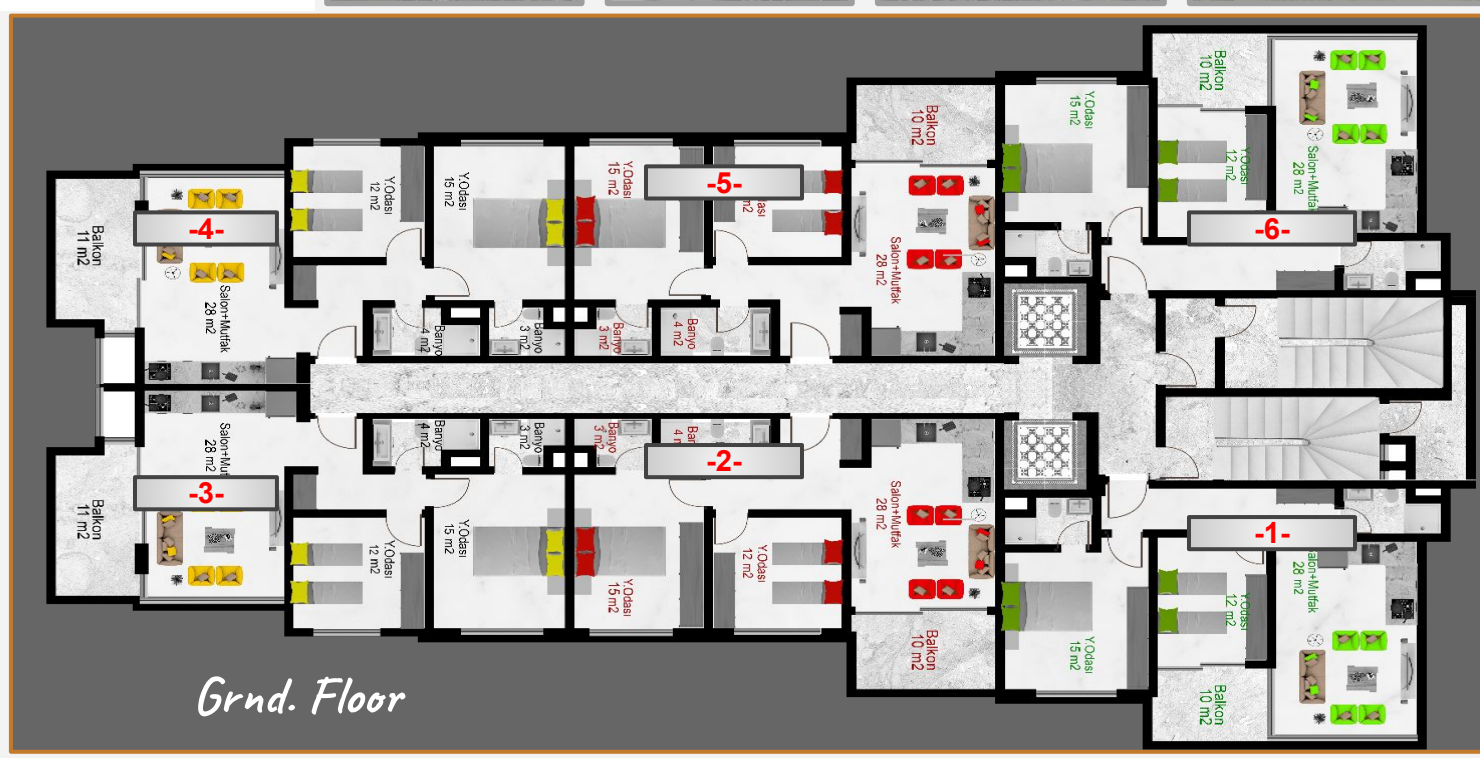 Balkon
10 m2
Y.Odası
15 m2
Y.Odası
12 m2
Salon+Mutfak
28 m2
-6-
Balkon
10 m2
Salon+Mutfak
28 m2
Y.Odası
15 m2
-5-
m2
Banyo
3 m2
Banyo
4 m2
Balkon
11 m2
-4-
Salon+Mutfak
28 m2
Y.Odası
12 m2
Y.Odası
15 m2
Banyo
4 m2
Banyo
3 m2
Balkon
11 m2
-3-
Salon+Mut
28 m2
Y.Odası
12 m2
Y.Odası
15 m2
Banyo
4 m2
Banyo
3 m2
-2-
Banyo
3 m2
Y.Odası
15 m2
Y.Odası
12 m2
Salon+Mutfak
28 m2
Balkon
10 m2
-1-
Y.Odası
15 m2
Y.Odası
12 m2
alon+Mutfak
28 m2
Balkon
10 m2
Grnd. Floor